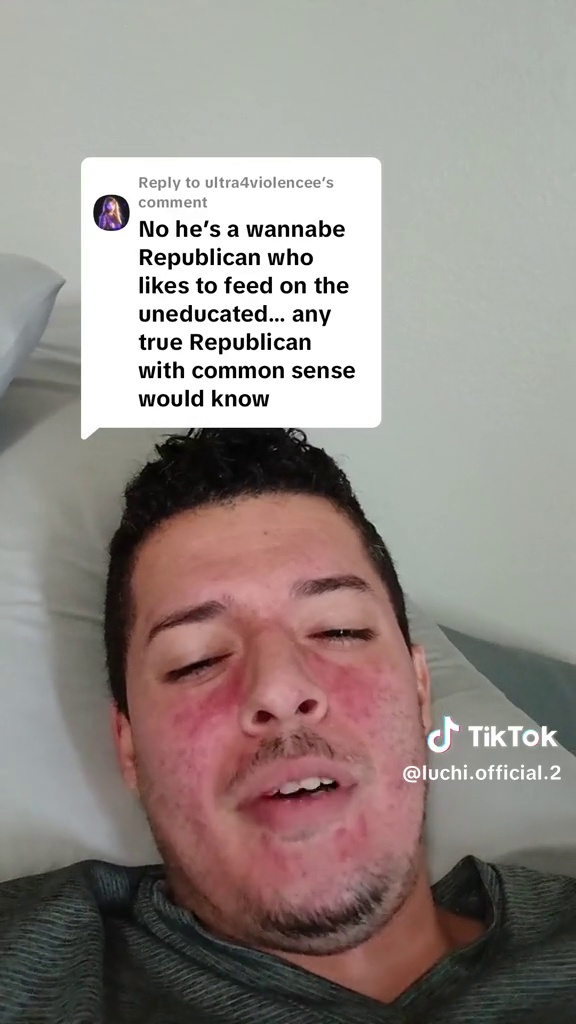 Reply to ultra4violencee's
comment
No he's a wannabe
Republican who
likes to feed on the
uneducated... any
true Republican
with common sense
would know
TikTok
@luchi.official.2